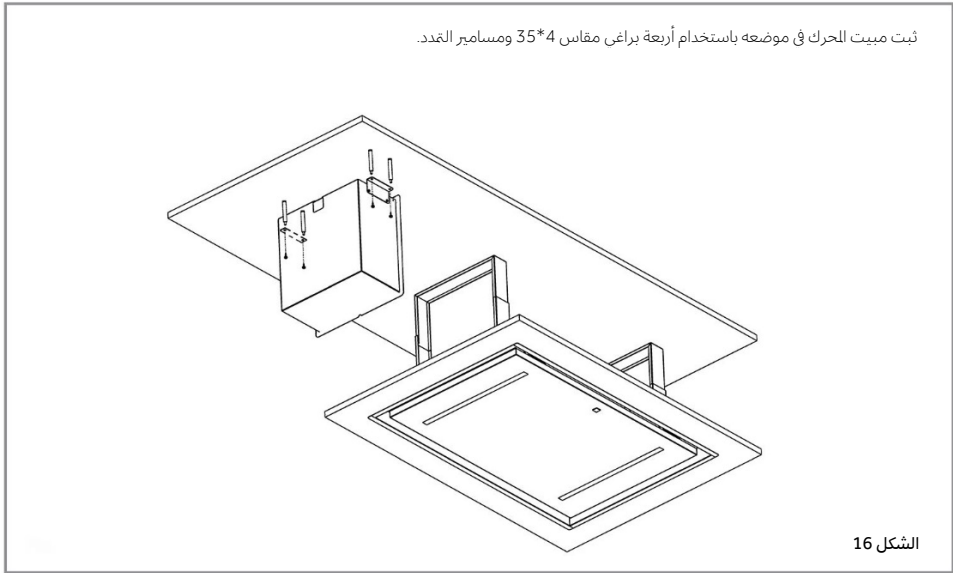 ثبت مبيت المحرك في موضعه باستخدام أربعة براغي مقاس 4*35 ومسامير التمدد.
الشكل 16